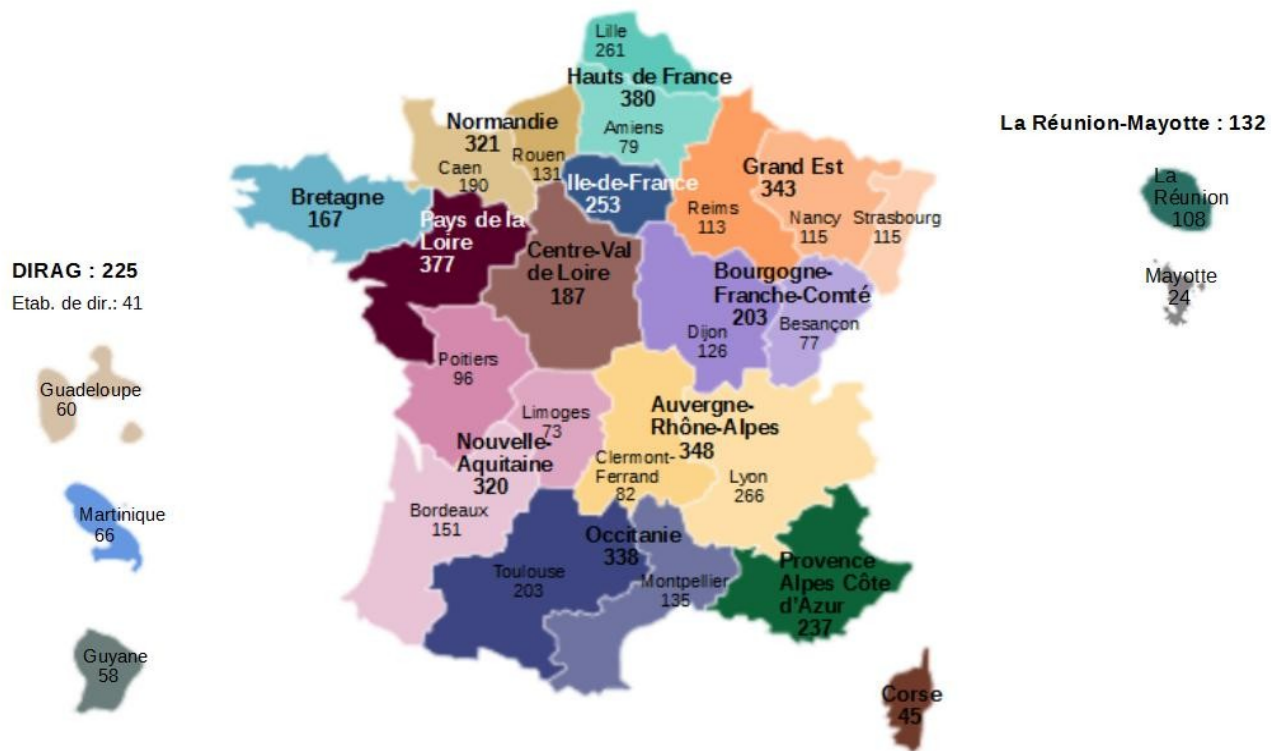 Lille
261
Hauts de France
380
Amiens
79
Normandie
321
Rouen
131
Caen
190
La Réunion-Mayotte : 132
La
Réunion
108
Mayotte
24
Grand Est
343
Reims
113
Nancy
115
Strasbourg
115
Ile-de-France
253
Bretagne
167
Pays de la
Loire
377
Centre-Val
de Loire
187
Bourgogne-
Franche-Comté
203
Dijon
126
Besançon
77
DIRAG : 225
Etab. de dir.: 41
Guadeloupe
60
Martinique
66
Guyane
58
Poitiers
96
Limoges
73
Nouvelle-
Aquitaine
320
Bordeaux
151
Auvergne-
Rhône-Alpes
348
Clermont-
Ferrand
82
Lyon
266
Occitanie
338
Toulouse
203
Montpellier
135
Provence
Alpes Côte
d'Azur
237
Corse
45